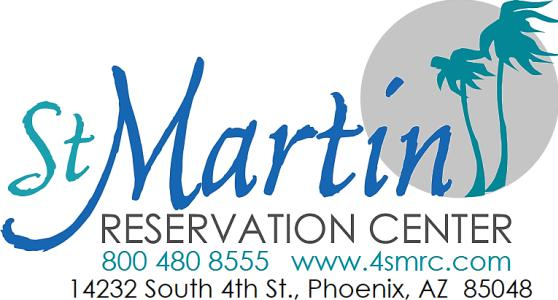 St Martin
RESERVATION CENTER
800 480 8555 www.4smrc.com
14232 South 4th St., Phoenix, AZ 85048